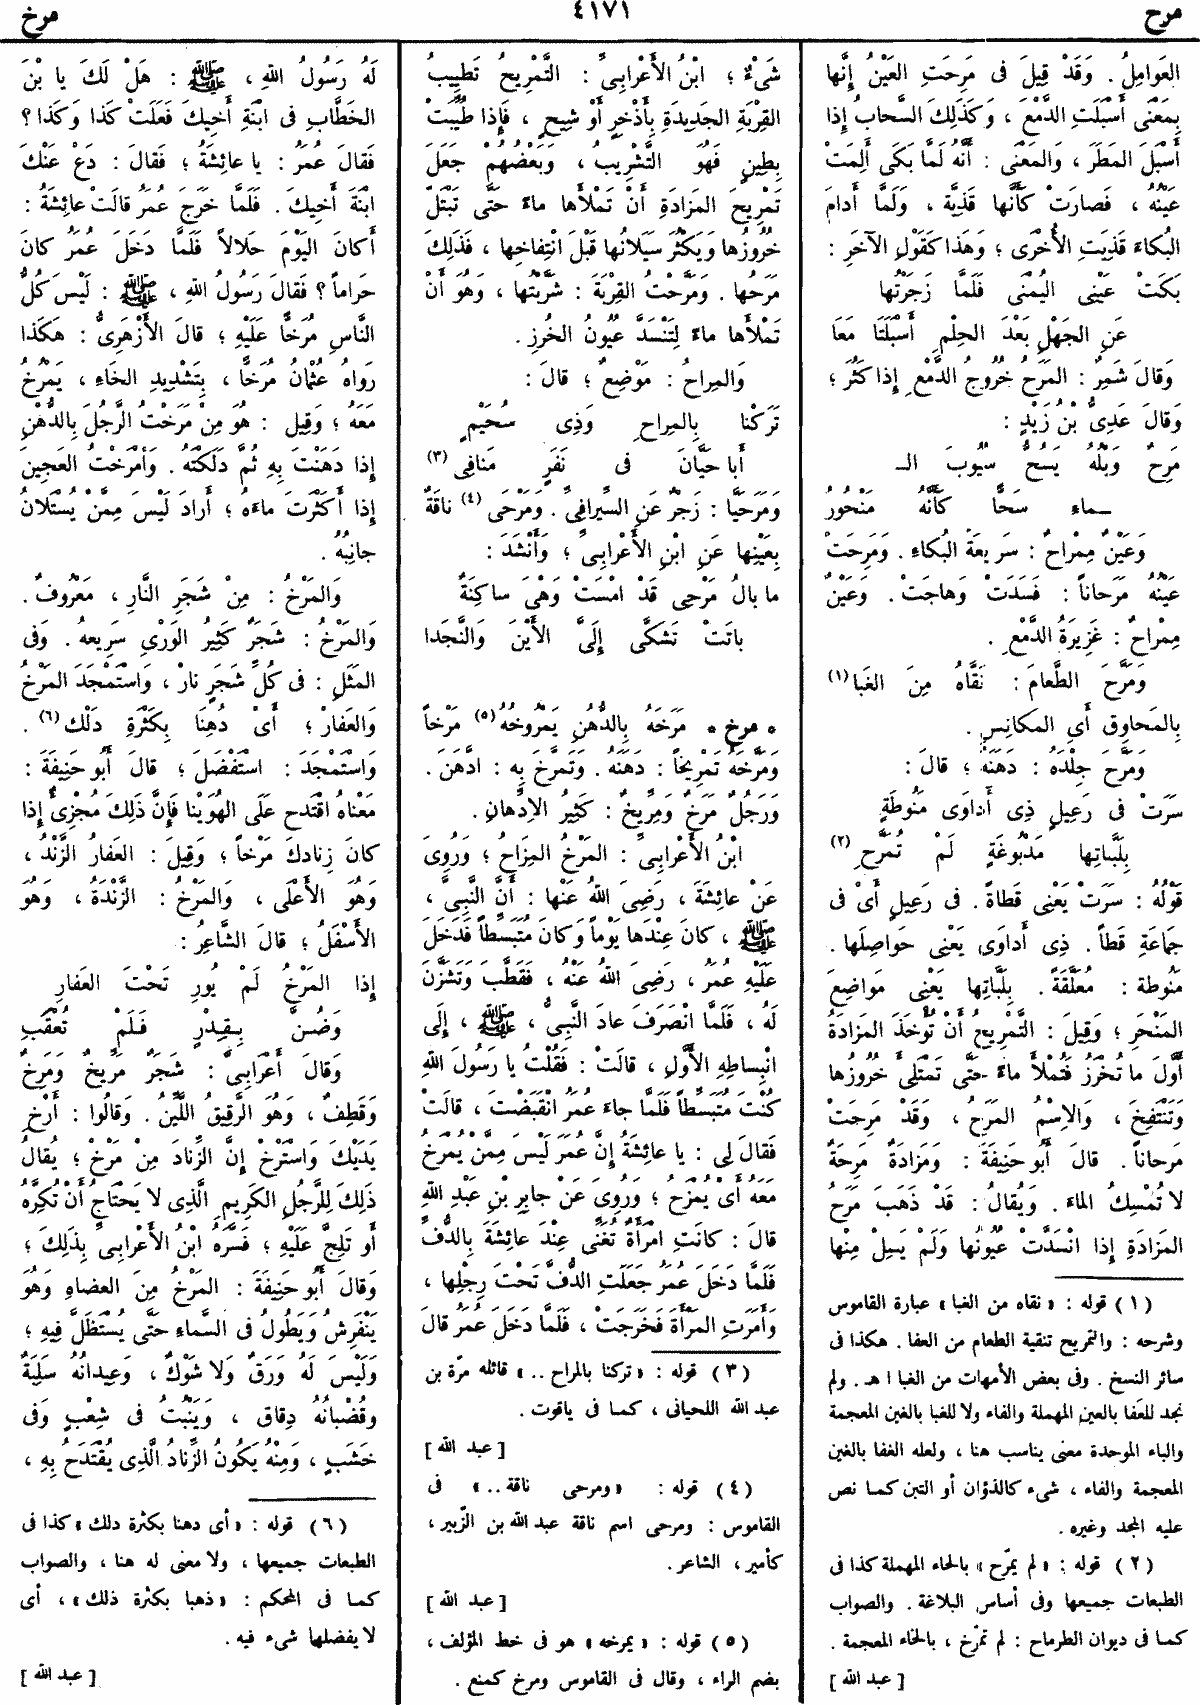 مرح
٤١٧١
مرخ
العَوامِلُ . وَقَدْ قِيلَ فى مَرِحَتِ العَيْنُ إِنَّها
بِمَعْنَى أَسْبَلَتِ الدَّمْعَ ، وَكَذلِكَ السَّحابُ إِذا
أَسْبَلَ المَطَرَ ، وَالمَعْنَى : أَنَّهُ لَمَّا بَكَى أَلِمَتْ
عَيْنُهُ ، فَصارَتْ كَأَنَّها قَذِيَّة ، وَلَمَّا أَدامَ
البُكاءَ قَذِيَتِ الأُخْرَى ؛ وَهَذا كَقَوْلِ الآخَرِ :
بَكَتْ عَيْنِى اليُمْنَى فَلَمَّا زَجَرْتُها
عَنِ الجَهْلِ بَعْدَ الحِلْمِ أَسْبَلَتَا مَعَا
وَقالَ شَمِرٌ : المَرَحُ خُرُوجُ الدَّمْعِ إِذا كَثُرَ ؛
وَقالَ عَدِىُّ بْنُ زَيْدٍ :
مَرِحٌ وَبْلُهُ يَسُحُّ سُيُوبَ الـ
ـماءِ سَحًّا كَأَنَّهُ مَنْحُورُ
وَعَيْنٌ مِمْراحٌ : سَرِيعَةُ البُكاءِ . وَمَرِحَتْ
عَيْنُهُ مَرَحاناً : فَسَدَتْ وَهاجَتْ . وَعَيْنٌ
مِمْراحٌ : غَزِيرَةُ الدَّمْعِ .
وَمَرَّحَ الطَّعامَ : نَقَّاهُ مِنَ الغَبا (١)
بِالمَحاوِقِ أَىِ المَكانِسِ .
وَمَرَّحَ جِلْدَهُ : دَهَنَهُ ؛ قالَ :
سَرَتْ فى رَعِيلٍ ذِى أَداوَى مَنُوطَةٍ
بِلَبَّاتِها مَدْبُوغَةٍ لَمْ تُمَرَّحِ (٢)
قَوْلُهُ : سَرَتْ يَعْنِى قَطاةً . فى رَعِيلٍ أَىْ فى
جَماعَةِ قَطاً . ذِى أَداوَى يَعْنِى حَواصِلَها .
مَنُوطة : مُعَلَّقَةً . بِلَبَّاتِها يَعْنِى مَواضِعَ
المَنْحَرِ ؛ وَقِيلَ : التَّمْرِيحُ أَنْ تُؤْخَذَ المَزادَةُ
أَوَّلَ ما تُخْرَزُ فَتُمْلأُ ماءً حَتَّى تَمْتَلِئَ خُرُوزُها
وَتَنْتَفِخَ ، وَالاِسْمُ المَرَحُ ، وَقَدْ مَرِحَتْ
مَرَحاناً . قالَ أَبُو حَنِيفَةَ : وَمَزادَةٌ مَرِحَةٌ
لا تُمْسِكُ الماءَ . وَيُقالُ : قَدْ ذَهَبَ مَرَحُ
المَزادَةِ إِذا انْسَدَّتْ عُيُونُها وَلَمْ يَسِلْ مِنْها
(١) قوله : « نقاه من الغبا » عبارة القاموس
وشرحه : والتمريح تنقية الطعام من العفا . هكذا فى
سائر النسخ . وفى بعض الأمهات من الغبا ا هـ . ولم
نجد للعفا بالعين المهملة والفاء ولا للغبا بالغين المعجمة
والباء الموحدة معنى يناسب هنا ، ولعله الغفا بالغين
المعجمة والفاء ، شىء كالذؤان أو التبن كما نص
عليه المجد وغيره .
(٢) قوله : « لم يمرّح » بالحاء المهملة كذا فى
الطبعات جميعها وفى أساس البلاغة . والصواب
كما فى ديوان الطرماح : لم تمرّخ ، بالخاء المعجمة .
[ عبد الله ]
شَىْءٌ ؛ ابْنُ الأَعْرابِىِّ : التَّمْرِيحُ تَطْيِيبُ
القِرْبَةِ الجَدِيدَةِ بِأَذْخِرٍ أَوْ شِيحٍ ، فَإِذا طُيِّبَتْ
بِطِينٍ فَهُوَ التَّشْرِيبُ ، وَبَعْضُهُمْ جَعَلَ
تَمْرِيحَ المَزادَةِ أَنْ تَمْلأَها ماءً حَتَّى تَبْتَلَّ
خُرُوزُها وَيَكْثُرَ سَيَلانُها قَبْلَ انْتِفاخِها ، فَذلِكَ
مَرَحُها . وَمَرَّحْتُ القِرْبَةَ : شَرَّبْتُها ، وَهُوَ أَنْ
تَمْلأَها ماءً لِتَنْسَدَّ عُيُونُ الخُرَزِ .
وَالمِراحُ : مَوْضِعٌ ؛ قالَ :
تَرَكْنا بِالمِراحِ وَذِى سُحَيْمٍ
أَبا حَيَّانَ فى نَفَرٍ مَنافِى (٣)
وَمَرَحَيَّا : زَجْرٌ عَنِ السِّيرافِىِّ . وَمَرْحَى (٤) ناقَةٌ
بِعَيْنِها عَنِ ابْنِ الأَعْرابِىِّ ؛ وَأَنْشَدَ :
ما بالُ مَرْحَى قَدْ امْسَتْ وَهْىَ ساكِنَةٌ
باتَتْ تَشَكَّى إِلَىَّ الأَيْنَ وَالنَّجَدا
* مرخ * مَرَخَهُ بِالدُّهْنِ يَمْرُوخُهُ (٥) مَرْخاً
وَمَرَّخَهُ تَمْرِيخاً : دَهَنَهُ . وَتَمَرَّخَ بِهِ : ادَّهَنَ .
وَرَجُلٌ مَرَخٌ وَمِرِّيخٌ : كَثِيرُ الاِدِّهانِ .
ابْنُ الأَعْرابِىِّ : المَرْخُ المِزاحُ ؛ وَرُوِىَ
عَنْ عائِشَةَ ، رَضِىَ اللهُ عَنْها : أَنَّ النَّبِىَّ ،
ﷺ ، كانَ عِنْدَها يَوْماً وَكانَ مُتَبَسِّطاً فَدَخَلَ
عَلَيْهِ عُمَرُ ، رَضِىَ اللهُ عَنْهُ ، فَقَطَّبَ وَتَشَزَّنَ
لَهُ ، فَلَمَّا انْصَرَفَ عادَ النَّبِىُّ ، ﷺ ، إِلَى
انْبِساطِهِ الأَوَّلِ ، قالَتْ : فَقُلْتُ يا رَسُولَ اللهِ
كُنْتَ مُتَبَسِّطاً فَلَمَّا جاءَ عُمَرُ انْقَبَضْتَ ، قالَتْ
فَقالَ لِى : يا عائِشَةُ إِنَّ عُمَرَ لَيْسَ مِمَّنْ يُمْرَخُ
مَعَهُ أَىْ يُمْزَحُ ؛ وَرُوِىَ عَنْ جابِرِ بْنِ عَبْدِ اللهِ
قالَ : كانَتِ امْرَأَةٌ تُغَنِّى عِنْدَ عائِشَةَ بِالدُّفِّ
فَلَمَّا دَخَلَ عُمَرُ جَعَلَتِ الدُّفَّ تَحْتَ رِجْلِها ،
وَأَمَرَتِ المَرْأَةَ فَخَرَجَتْ ، فَلَمَّا دَخَلَ عُمَرُ قالَ
(٣) قوله : « تركنا بالمراح .. » قائله مرّة بن
عبد الله اللحيانى ، كما فى ياقوت .
[ عبد الله ]
(٤) قوله : « ومرحى ناقة .. » فى
القاموس : ومرحى اسم ناقة عبد الله بن الزّبير ،
كأمير ، الشاعر .
[ عبد الله ]
(٥) قوله : « يمرخه » هو فى خط المؤلف ،
بضم الراء ، وقال فى القاموس ومرخ كمنع .
لَهُ رَسُولُ اللهِ ، ﷺ : هَلْ لَكَ يا بْنَ
الخَطَّابِ فى ابْنَةِ أَخِيكَ فَعَلَتْ كَذا وَكَذا ؟
فَقالَ عُمَرُ : يا عائِشَةُ ؛ فَقالَ : دَعْ عَنْكَ
ابْنَةَ أَخِيكَ . فَلَمَّا خَرَجَ عُمَرُ قالَتْ عائِشَةُ :
أَكانَ اليَوْمَ حَلالاً فَلَمَّا دَخَلَ عُمَرُ كانَ
حَراماً ؟ فَقالَ رَسُولُ اللهِ ، ﷺ : لَيْسَ كُلُّ
النَّاسِ مُرَخًّا عَلَيْهِ ؛ قالَ الأَزْهَرِىُّ : هَكَذا
رَواهُ عُثْمانُ مُرَخًّا ، بِتَشْدِيدِ الخَاءِ ، يَمْرُخُ
مَعَهُ ؛ وَقِيلَ : هُوَ مِنْ مَرَخْتُ الرَّجُلَ بِالدُّهْنِ
إِذا دَهَنْتَ بِهِ ثُمَّ دَلَكْتَهُ . وَأَمْرَخْتُ العَجِينَ
إِذا أَكْثَرْتَ ماءَهُ ؛ أَرادَ لَيْسَ مِمَّنْ يُسْتَلانُ
جانِبُهُ .
وَالمَرْخُ : مِنْ شَجَرِ النَّارِ ، مَعْرُوفٌ .
وَالمَرْخُ : شَجَرٌ كَثِيرُ الوَرْىِ سَرِيعهُ . وَفى
المَثَلِ : فى كُلِّ شَجَرٍ نارْ ، وَاسْتَمْجَدَ المَرْخُ
وَالعَفارْ ؛ أَىْ دُهِنَا بِكَثْرَةِ دَلْك (٦) .
وَاسْتَمْجَدَ : اسْتَفْضَلَ ؛ قالَ أَبُو حَنِيفَةَ :
مَعْناهُ اقْتَدِحْ عَلَى الهُوَيْنا فَإِنَّ ذَلِكَ مُجْزِىٌ إِذا
كانَ زِنادكَ مَرْخاً ؛ وَقِيلَ : العَفارُ الزَّنْدُ ،
وَهُوَ الأَعْلَى ، وَالمَرْخُ : الزَّنْدَةُ ، وَهُوَ
الأَسْفَلُ ؛ قالَ الشَّاعِرُ :
إِذا المَرْخُ لَمْ يُورِ تَحْتَ العَفارِ
وَضُنَّ بِقِدْرٍ فَلَمْ تُعْقَبِ
وَقالَ أَعْرابِىٌّ : شَجَرٌ مَرِّيخٌ وَمَرِخٌ
وَقَطِفٌ ، وَهُوَ الرَّقِيقُ اللَّيِّنُ . وَقالُوا : أَرْخِ
يَدَيْكَ وَاسْتَرْخْ إِنَّ الزِّنادَ مِنْ مَرْخْ ؛ يُقالُ
ذَلِكَ لِلرَّجُلِ الكَرِيمِ الَّذِى لا يَحْتَاجُ أَنْ تُكِرَّهُ
أَو تَلِجَّ عَلَيْهِ ؛ فَسَّرَهُ ابْنُ الأَعْرابِىِّ بِذَلِكَ ؛
وَقالَ أَبُو حَنِيفَةَ : المَرْخُ مِنَ العضاهِ وَهُوَ
يَنْفَرِشُ وَيَطُولُ فى السَّماءِ حَتَّى يُسْتَظَلَّ فِيهِ ؛
وَلَيْسَ لَهُ وَرَقٌ وَلا شَوْكٌ ، وَعِيدانُهُ سَلِبَةٌ
وقُضْبانُهُ دِقاق ، وَيَنْبُتُ فى شِعْبٍ وَفى
خَشَبٍ ، وَمِنْهُ يَكُونُ الزِّنادُ الَّذِى يُقْتَدَحُ بِهِ ،
(٦) قوله : « أى دهنا بكثرة دلك » كذا فى
الطبعات جميعها ، ولا معنى له هنا ، والصواب
كما فى المحكم : « ذهبا بكثرة ذلك » ، أى
لا يفضلها شىء فيه .
[ عبد الله ]